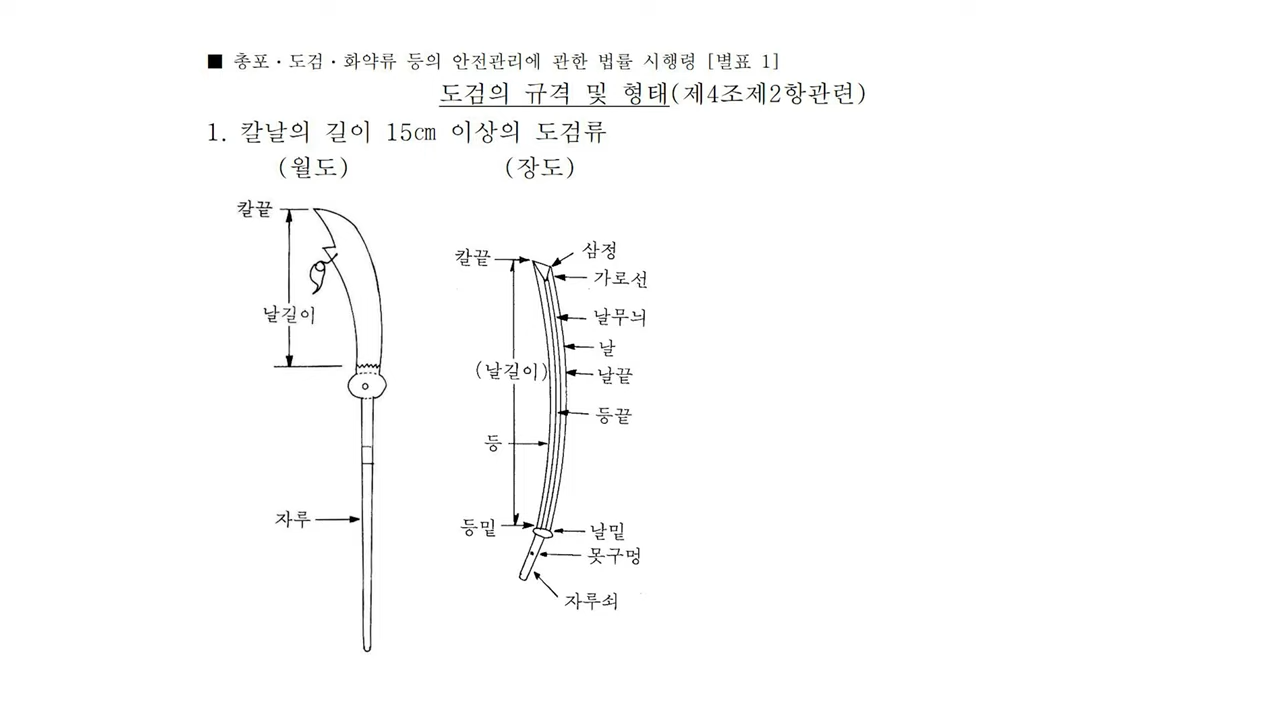 ■ 총포·도검·화약류 등의 안전관리에 관한 법률 시행령 [별표 1]
도검의 규격 및 형태(제4조제2항관련)
1. 칼날의 길이 15cm 이상의 도검류
(월도) (장도)
칼끝
날길이
자루
칼끝
삼정
가로선
날무늬
날
(날길이)
날끝
등끝
등
등밑
날밑
못구멍
자루쇠